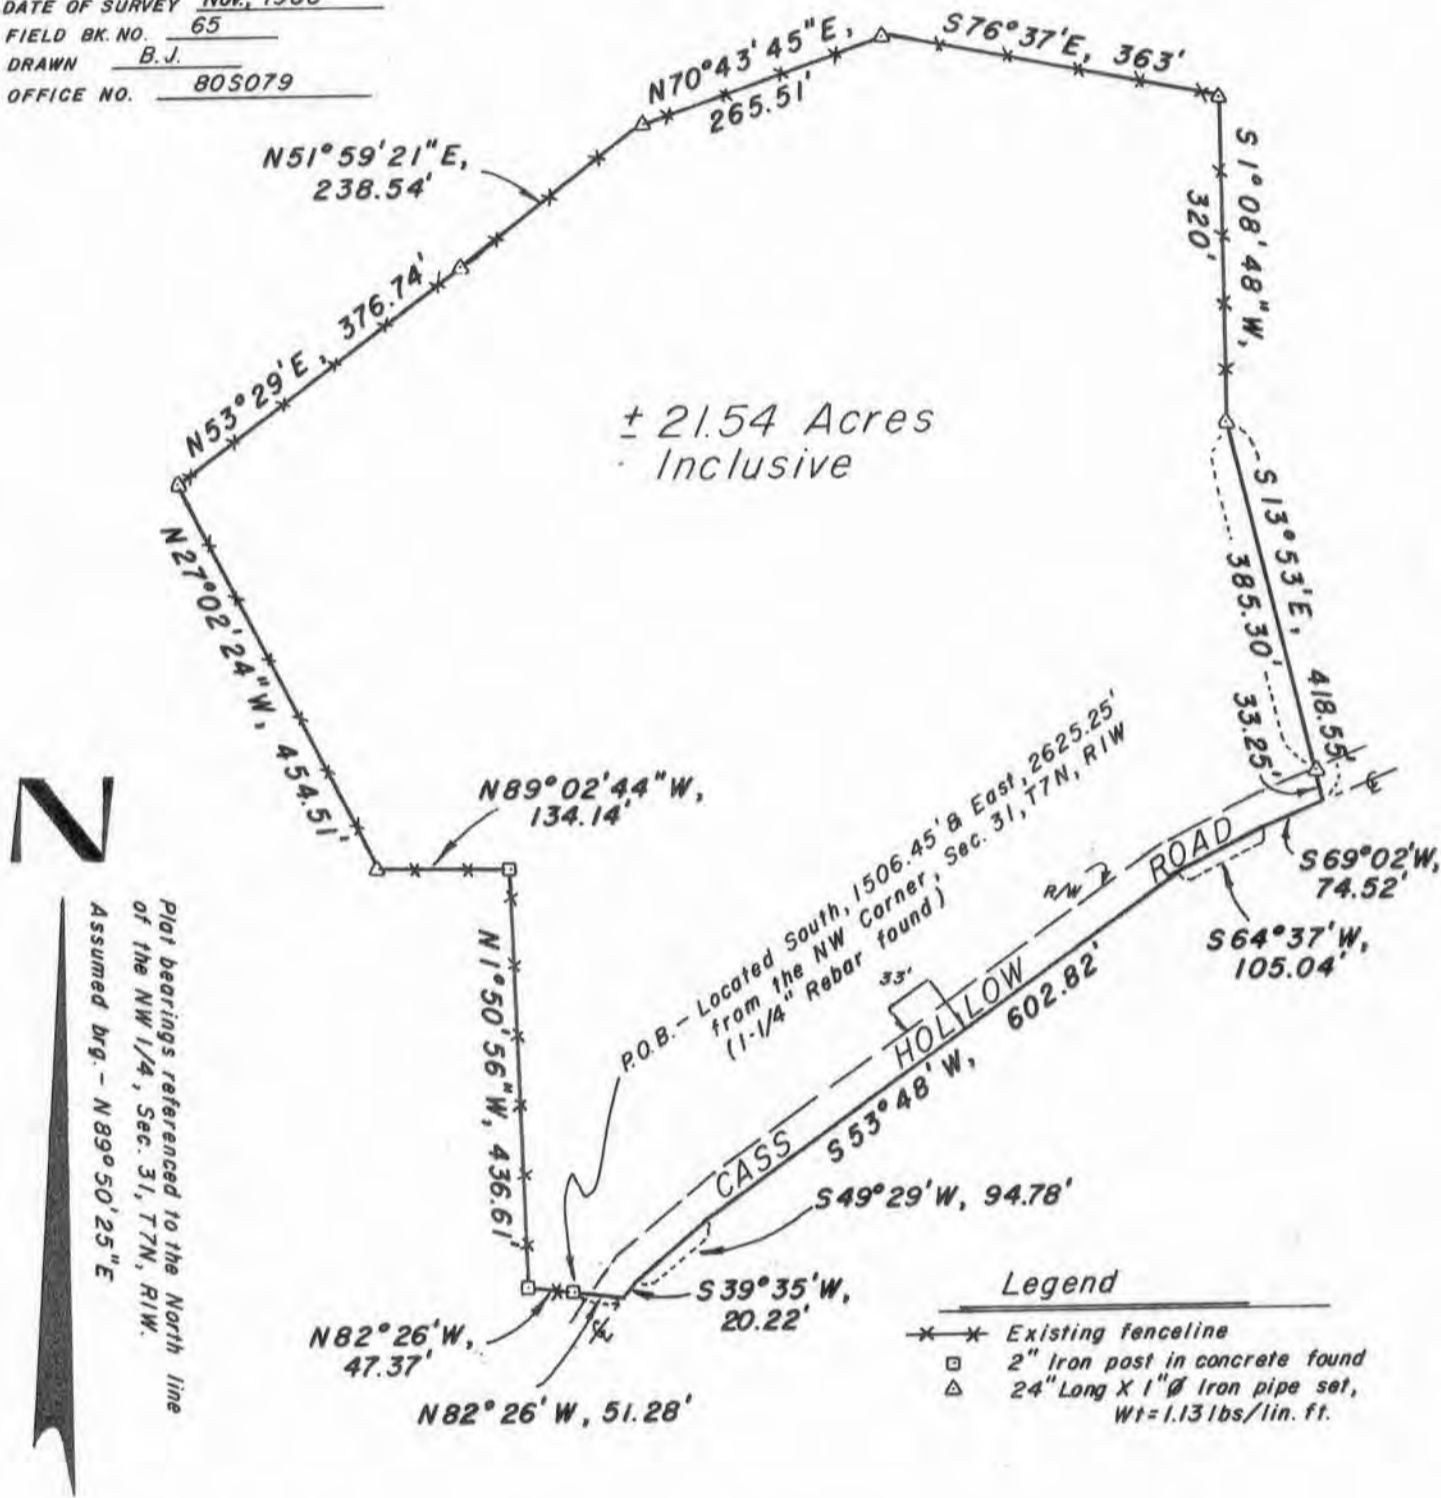 DATE OF SURVEY Nov., 1980
FIELD BK. NO. 65
DRAWN B.J.
OFFICE NO. 80S079
N70°43'45"E,
265.51'
S76°37'E, 363'
N51°59'21"E,
238.54'
S1°08'48"W,
320'
N53°29'E, 376.74'
± 21.54 Acres
Inclusive
S13°53'E,
418.55'
385.30'
33.25'
N27°02'24"W, 454.51'
N89°02'44"W,
134.14'
P.O.B. - Located South, 1506.45' & East, 2625.25'
from the NW Corner, Sec. 31, T7N, R1W
(1-1/4" Rebar found)
R/W
33'
CASS HOLLOW ROAD
℄
S69°02'W,
74.52'
S64°37'W,
105.04'
S53°48'W, 602.82'
N1°50'56"W, 436.61'
S49°29'W, 94.78'
S39°35'W,
20.22'
℄
N82°26'W,
47.37'
N82°26'W, 51.28'
N
Plat bearings referenced to the North line
of the NW 1/4, Sec. 31, T7N, R1W.
Assumed brg. - N89°50'25"E
Legend
Existing fenceline
2" Iron post in concrete found
24" Long X 1"Ø Iron pipe set,
Wt=1.13 lbs/lin. ft.